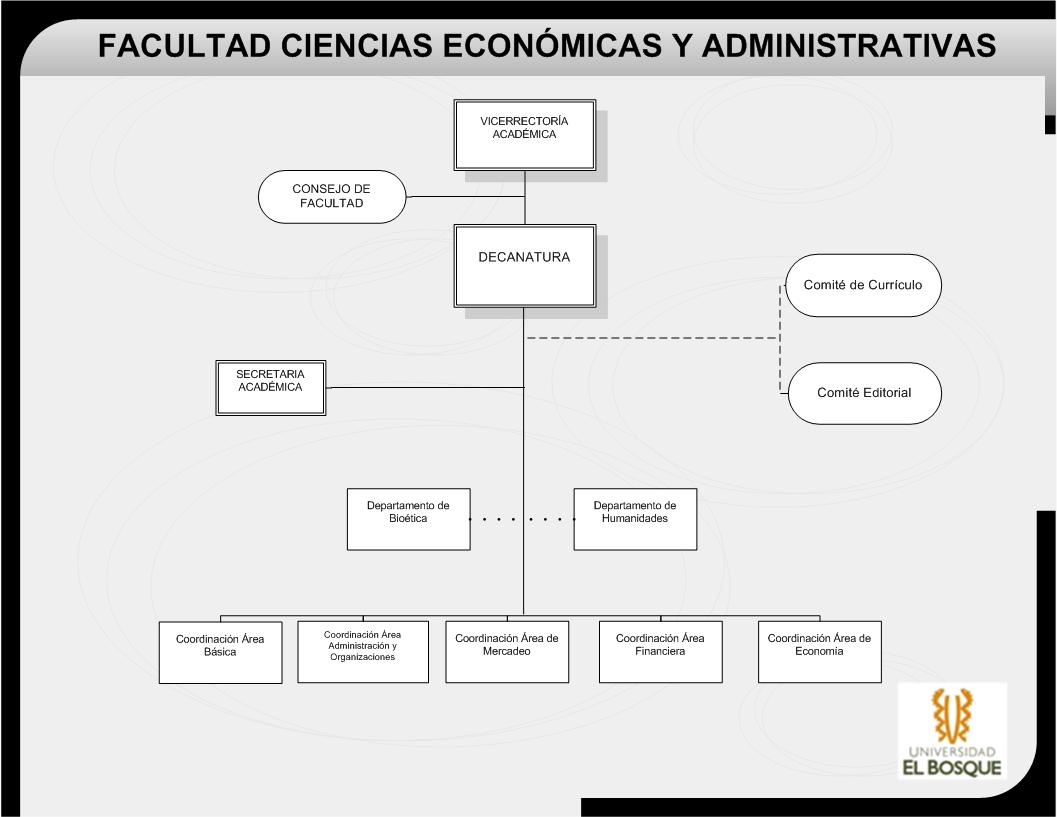 FACULTAD CIENCIAS ECONÓMICAS Y ADMINISTRATIVAS
VICERRECTORÍA
ACADÉMICA
CONSEJO DE
FACULTAD
DECANATURA
Comité de Currículo
SECRETARIA
ACADÉMICA
Comité Editorial
Departamento de
Bioética
Departamento de
Humanidades
Coordinación Área
Básica
Coordinación Área
Administración y
Organizaciones
Coordinación Área de
Mercadeo
Coordinación Área
Financiera
Coordinación Área de
Economía
UNIVERSIDAD
EL BOSQUE